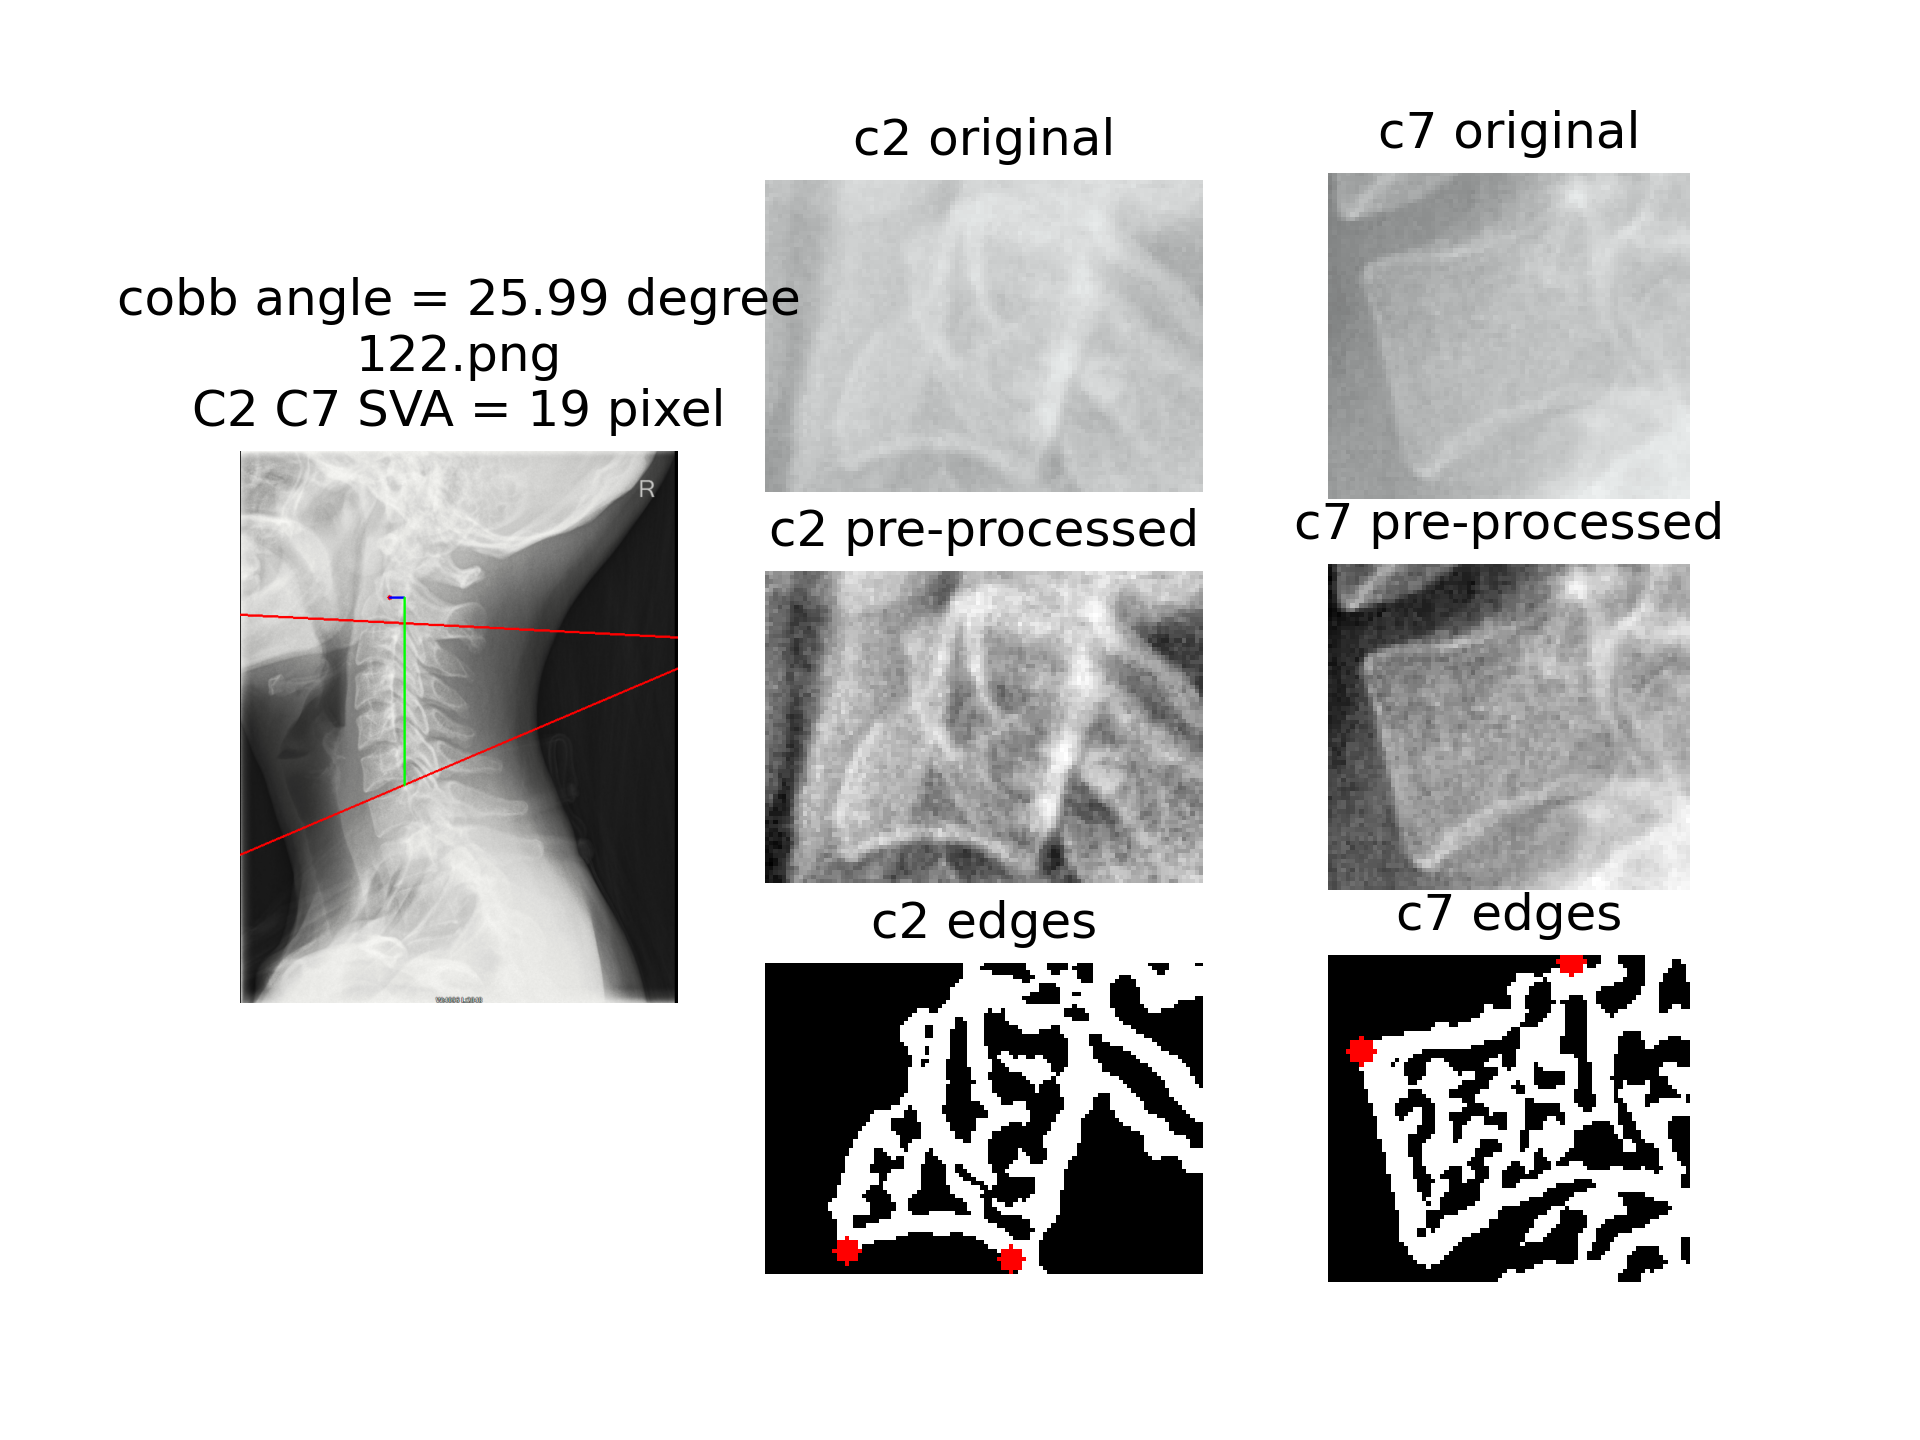 cobb angle = 25.99 degree
122.png
C2 C7 SVA = 19 pixel
R
c2 original
c7 original
c2 pre-processed
c7 pre-processed
c2 edges
c7 edges